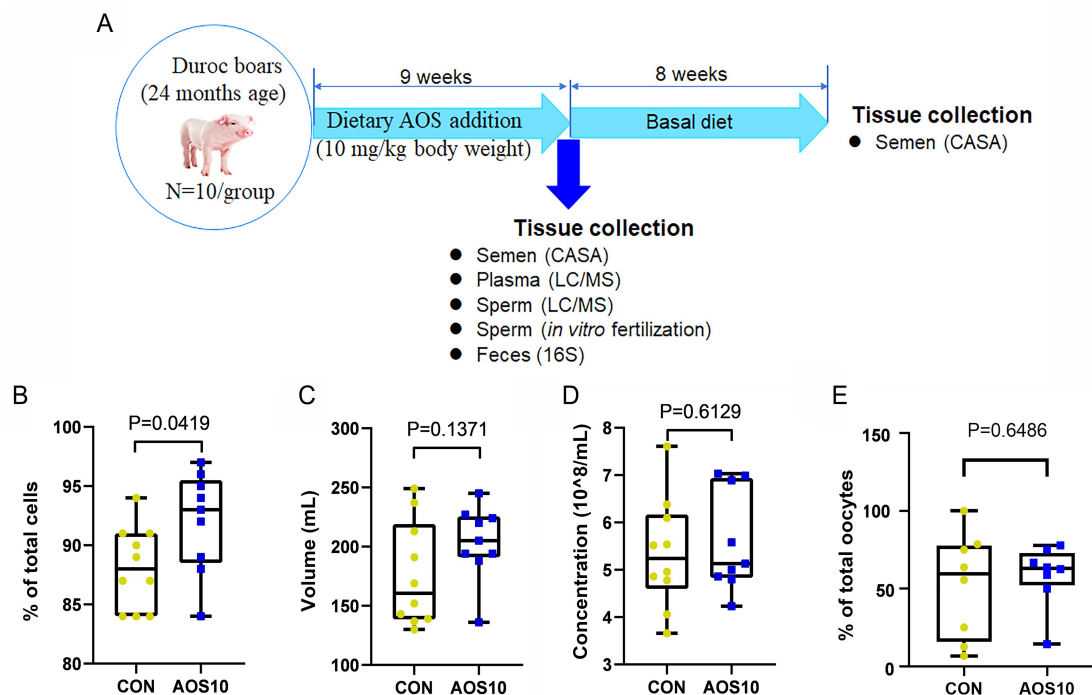 A
Duroc boars
(24 months age)
N=10/group
9 weeks
8 weeks
Dietary AOS addition
(10 mg/kg body weight)
Basal diet
Tissue collection
● Semen (CASA)
Tissue collection
● Semen (CASA)
● Plasma (LC/MS)
● Sperm (LC/MS)
● Sperm (in vitro fertilization)
● Feces (16S)
B
P=0.0419
% of total cells
100
95
90
85
80
CON
AOS10
C
P=0.1371
Volume (mL)
300
250
200
150
100
CON
AOS10
D
P=0.6129
Concentration (10^8/mL)
8
7
6
5
4
3
CON
AOS10
E
P=0.6486
% of total oocytes
150
100
50
0
CON
AOS10